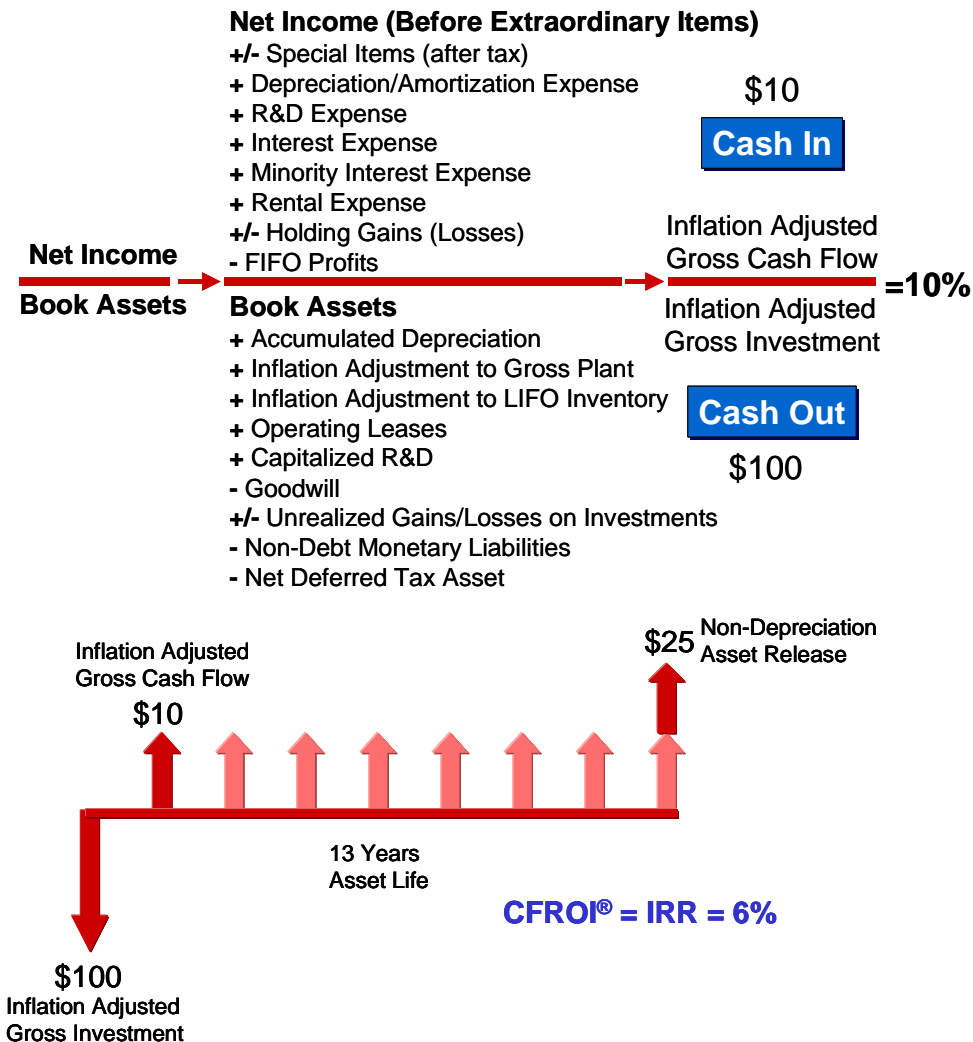 Net Income (Before Extraordinary Items)
+/- Special Items (after tax)
+ Depreciation/Amortization Expense
+ R&D Expense
+ Interest Expense
+ Minority Interest Expense
+ Rental Expense
+/- Holding Gains (Losses)
- FIFO Profits
$10
Cash In
Net Income
Book Assets
Inflation Adjusted
Gross Cash Flow
=10%
Inflation Adjusted
Gross Investment
Book Assets
+ Accumulated Depreciation
+ Inflation Adjustment to Gross Plant
+ Inflation Adjustment to LIFO Inventory
+ Operating Leases
+ Capitalized R&D
- Goodwill
+/- Unrealized Gains/Losses on Investments
- Non-Debt Monetary Liabilities
- Net Deferred Tax Asset
Cash Out
$100
Inflation Adjusted
Gross Cash Flow
$10
$25
Non-Depreciation
Asset Release
13 Years
Asset Life
CFROI® = IRR = 6%
$100
Inflation Adjusted
Gross Investment